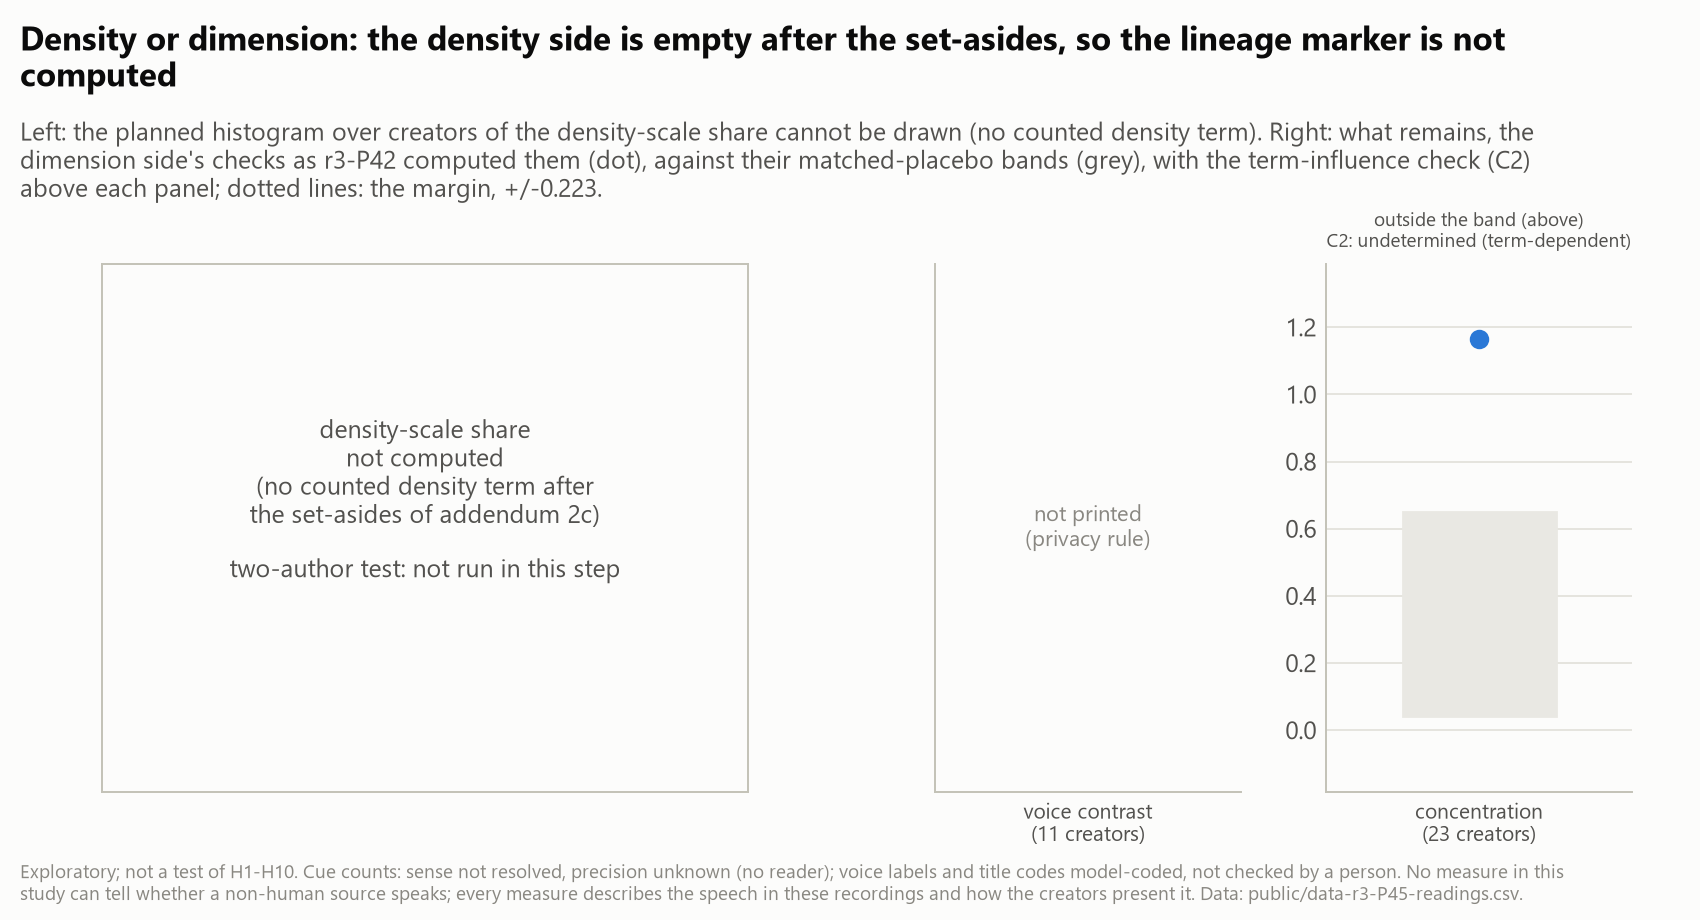 Density or dimension: the density side is empty after the set-asides, so the lineage marker is not
computed
Left: the planned histogram over creators of the density-scale share cannot be drawn (no counted density term). Right: what remains, the
dimension side's checks as r3-P42 computed them (dot), against their matched-placebo bands (grey), with the term-influence check (C2)
above each panel; dotted lines: the margin, +/-0.223.
density-scale share
not computed
(no counted density term after
the set-asides of addendum 2c)
two-author test: not run in this step
not printed
(privacy rule)
voice contrast
(11 creators)
outside the band (above)
C2: undetermined (term-dependent)
1.2
1.0
0.8
0.6
0.4
0.2
0.0
concentration
(23 creators)
Exploratory; not a test of H1-H10. Cue counts: sense not resolved, precision unknown (no reader); voice labels and title codes model-coded, not checked by a person. No measure in this
study can tell whether a non-human source speaks; every measure describes the speech in these recordings and how the creators present it. Data: public/data-r3-P45-readings.csv.